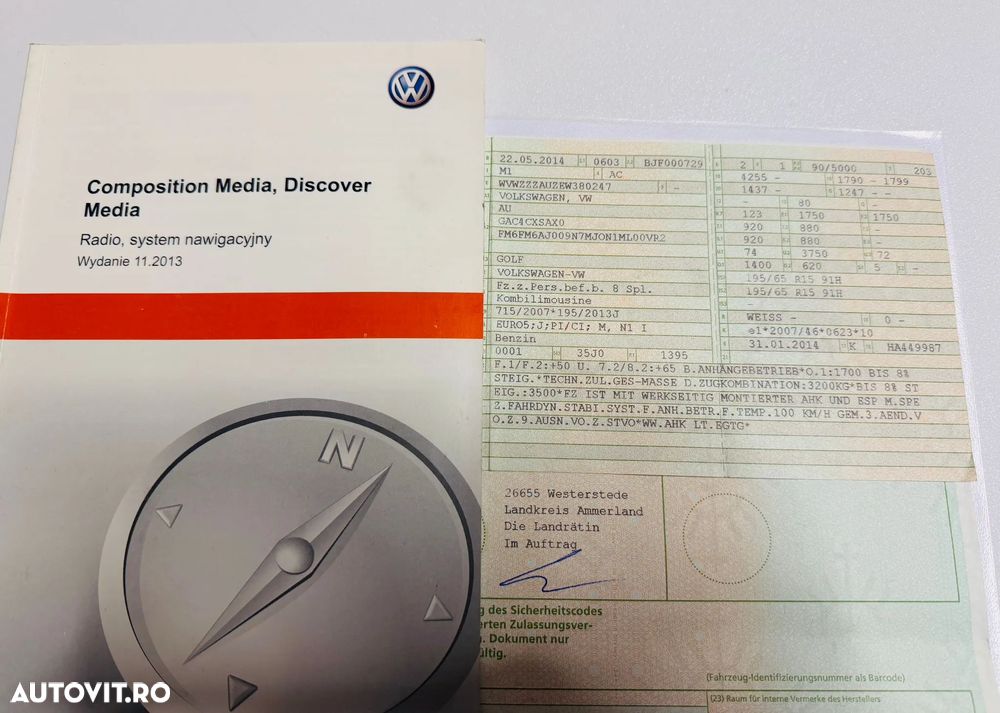 Composition Media, Discover
Media
Radio, system nawigacyjny
Wydanie 11.2013
N
22.05.2014 0603 BJF000729
M1 AC
WVWZZZAUZEW380247 -
VOLKSWAGEN, VW
AU
GAC4CXSAX0
FM6FM6AJ009N7MJON1ML00VR2
GOLF
VOLKSWAGEN-VW
Fz.z.Pers.bef.b. 8 Spl.
Kombilimousine
715/2007*195/2013J
EURO5;J;PI/CI; M, N1 I
Benzin
0001 35J0 1395
2 1 90/5000 203
4255 - 1790 - 1799
1437 - 1247 - -
- 80 -
123 1750 1750
920 880 -
920 880 -
74 3750 72
1400 620 5 -
195/65 R15 91H
195/65 R15 91H
-
WEISS - 0 -
e1*2007/46*0623*10
31.01.2014 K HA449987
F.1/F.2:+50 U. 7.2/8.2:+65 B.ANHÄNGEBETRIEB*O.1:1700 BIS 8%
STEIG.*TECHN.ZUL.GES-MASSE D.ZUGKOMBINATION:3200KG*BIS 8% ST
EIG.:3500*FZ IST MIT WERKSEITIG MONTIERTER AHK UND ESP M.SPE
Z.FAHRDYN.STABI.SYST.F.ANH.BETR.F.TEMP.100 KM/H GEM.3.AEND.V
O.Z.9.AUSN.VO.Z.STVO*WW.AHK LT.EGTG*
26655 Westerstede
Landkreis Ammerland
Die Landrätin
Im Auftrag
g des Sicherheitscodes
erten Zulassungsver-
. Dokument nur
ültig.
(Fahrzeug-Identifizierungsnummer als Barcode)
(23) Raum für interne Vermerke des Herstellers
AUTOVIT.RO